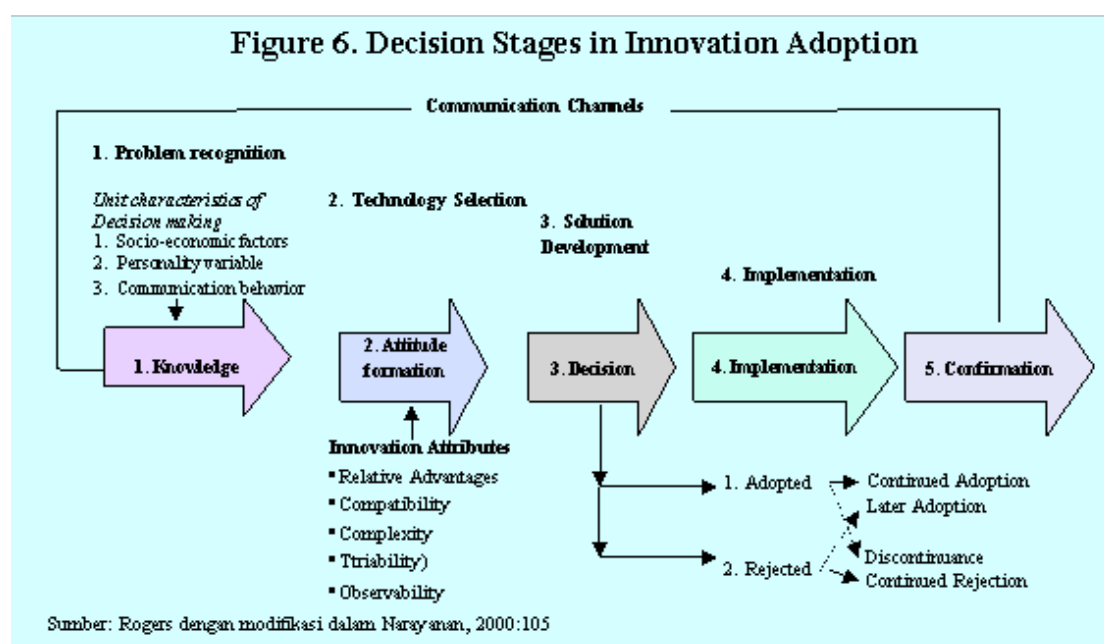 Figure 6. Decision Stages in Innovation Adoption
Communication Channels
1. Problem recognition
Unit characteristics of
Decision making
1. Socio-economic factors
2. Personality variable
3. Communication behavior
2. Technology Selection
3. Solution
Development
4. Implementation
1. Knowledge
2. Attitude
formation
3. Decision
4. Implementation
5. Confirmation
Innovation Attributes
▪ Relative Advantages
▪ Compatibility
▪ Complexity
▪ Ttriability)
▪ Observability
1. Adopted
Continued Adoption
Later Adoption
2. Rejected
Discontinuance
Continued Rejection
Sumber: Rogers dengan modifikasi dalam Narayanan, 2000:105